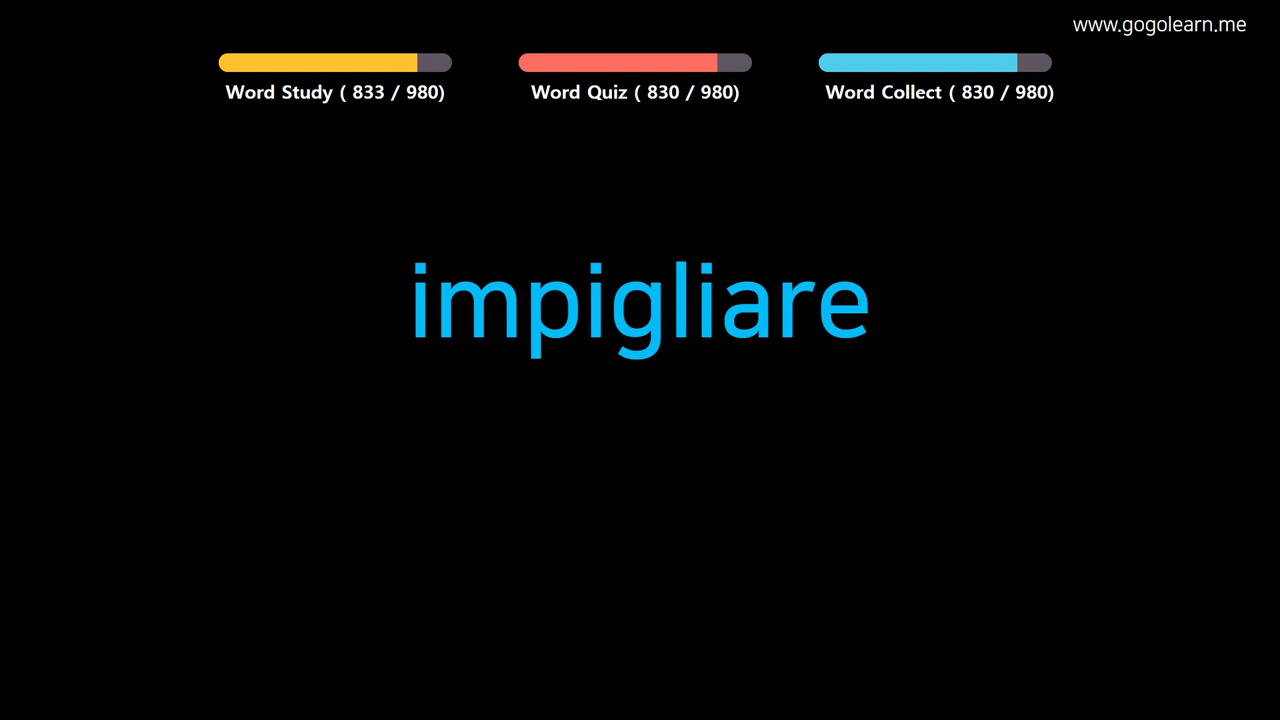 www.gogolearn.me
Word Study ( 833 / 980)
Word Quiz ( 830 / 980)
Word Collect ( 830 / 980)
impigliare